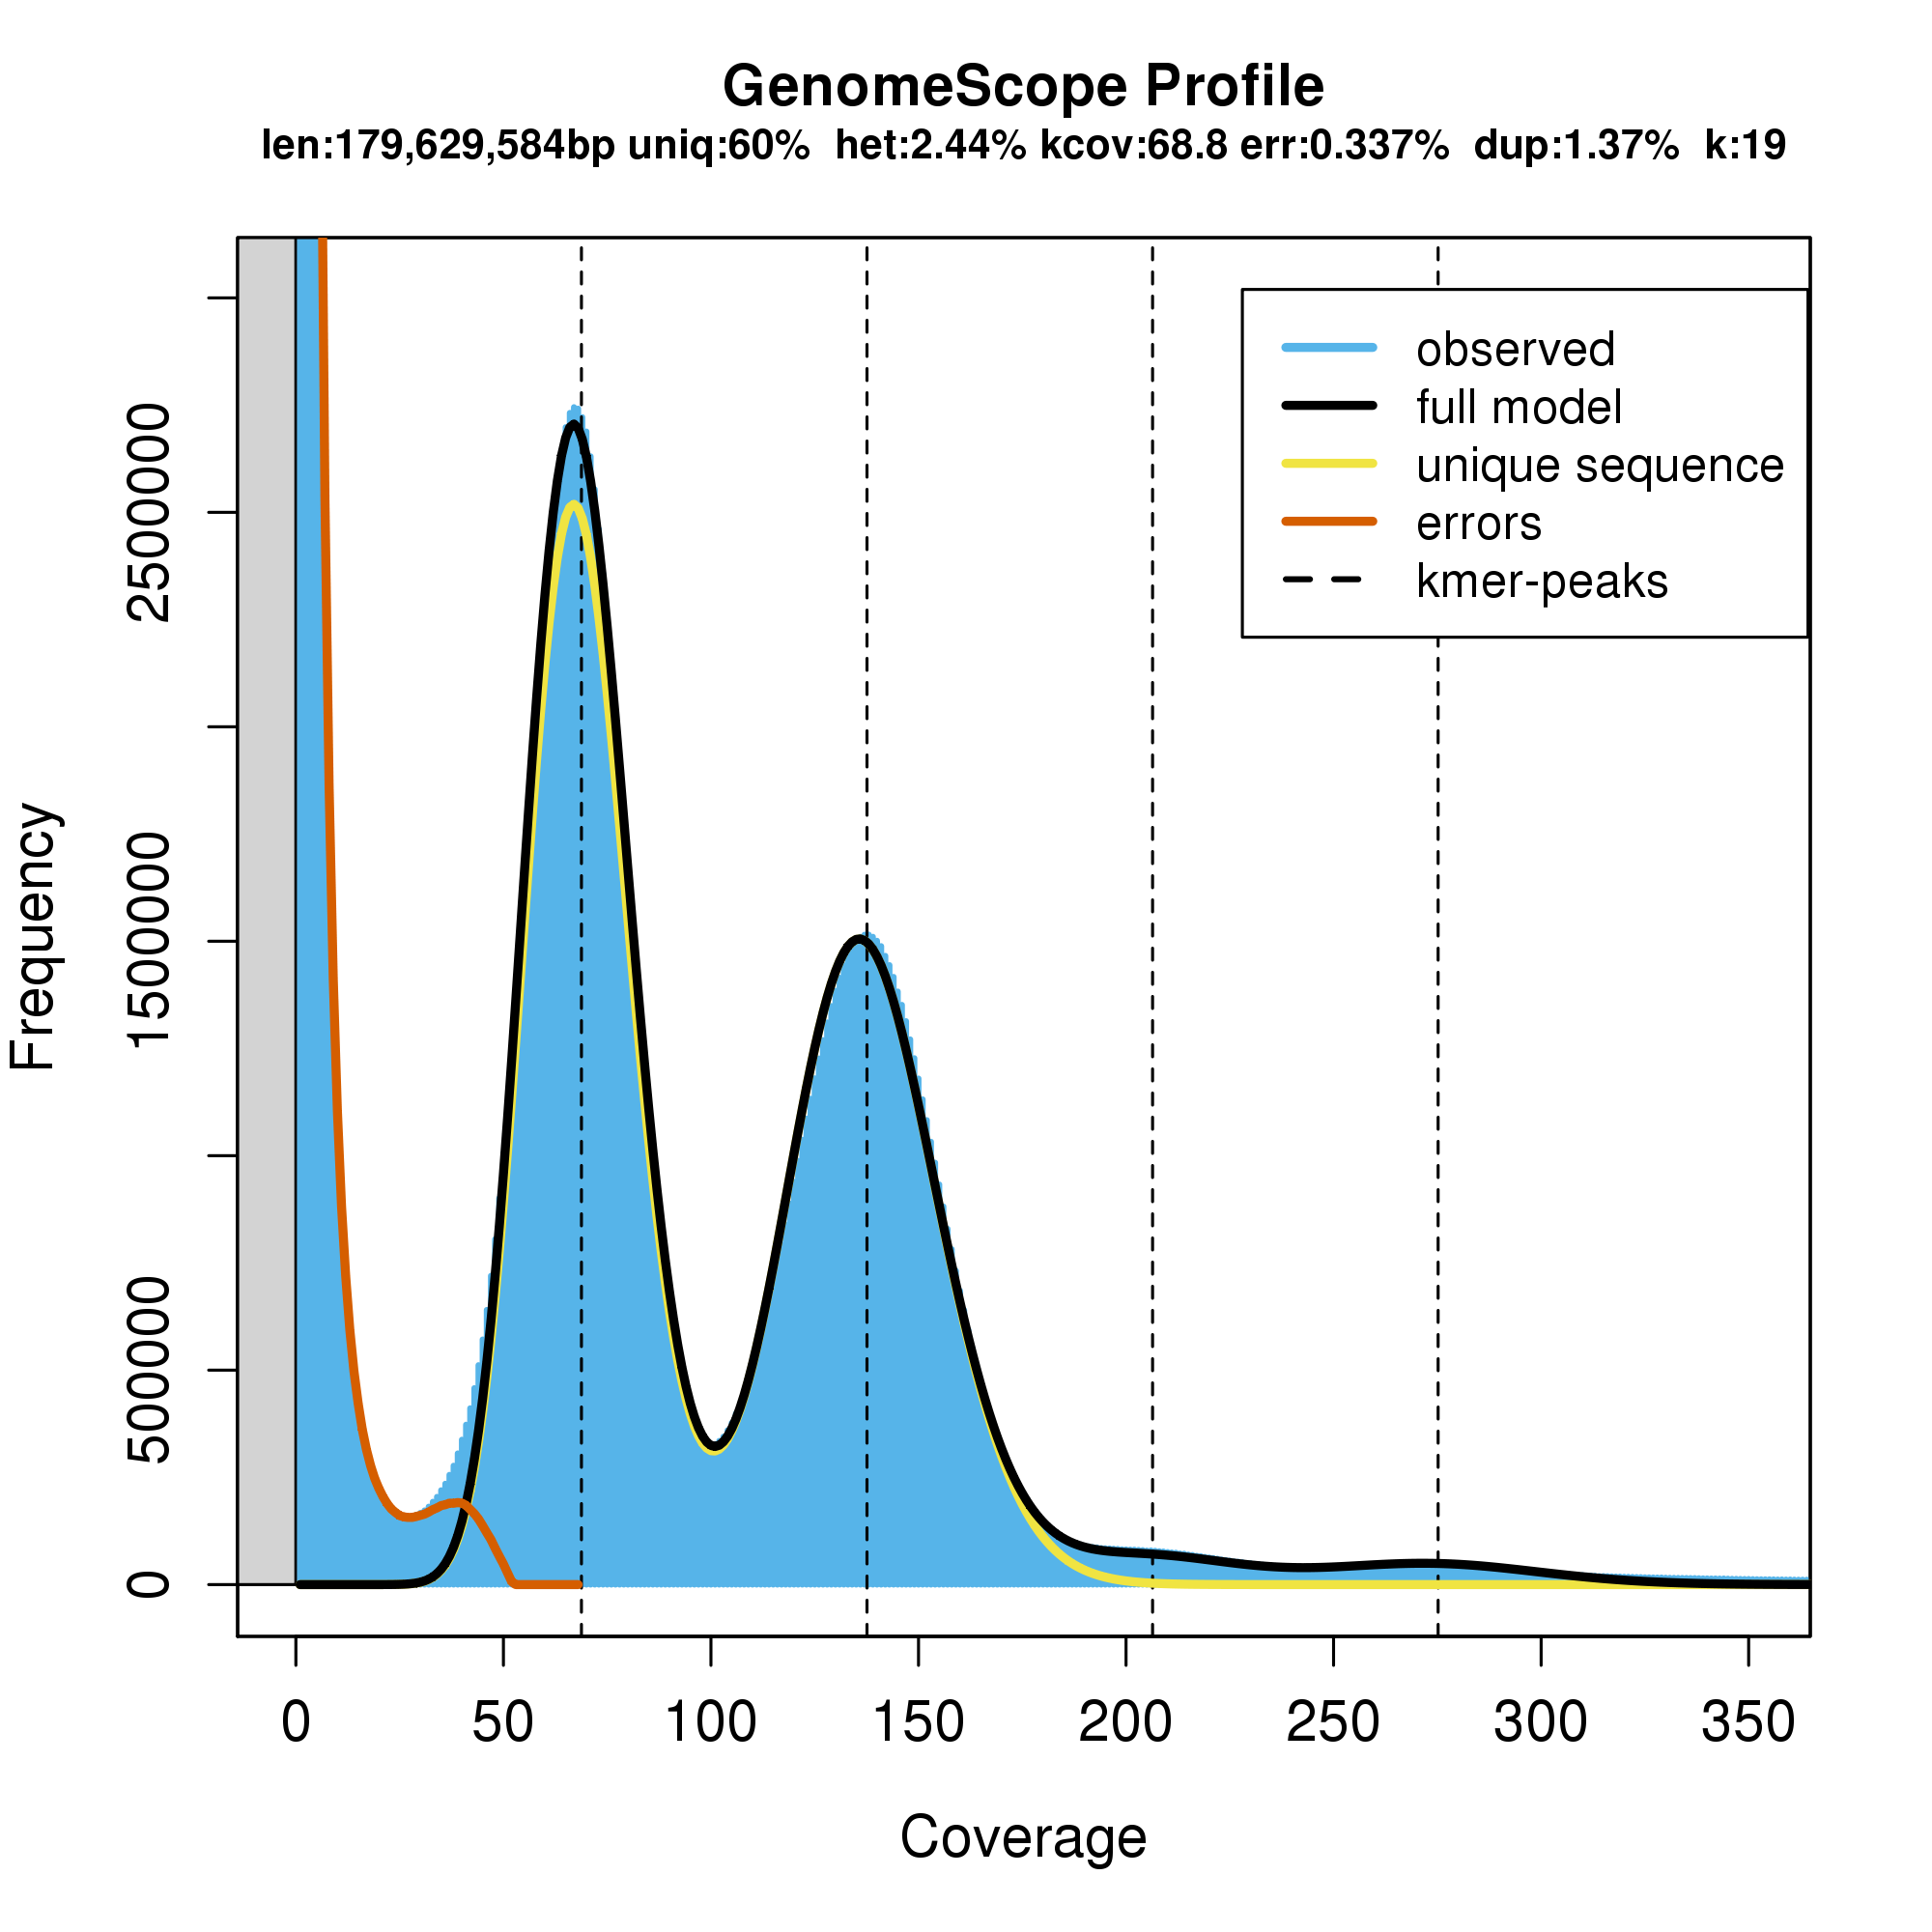 GenomeScope Profile
len:179,629,584bp uniq:60% het:2.44% kcov:68.8 err:0.337% dup:1.37% k:19
observed
full model
unique sequence
errors
kmer-peaks
Frequency
2500000
1500000
500000
0
0 50 100 150 200 250 300 350
Coverage